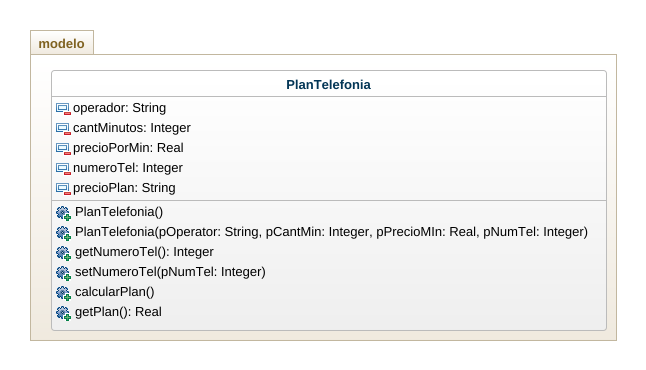 modelo
PlanTelefonia
operador: String
cantMinutos: Integer
precioPorMin: Real
numeroTel: Integer
precioPlan: String
PlanTelefonia()
PlanTelefonia(pOperator: String, pCantMin: Integer, pPrecioMIn: Real, pNumTel: Integer)
getNumeroTel(): Integer
setNumeroTel(pNumTel: Integer)
calcularPlan()
getPlan(): Real